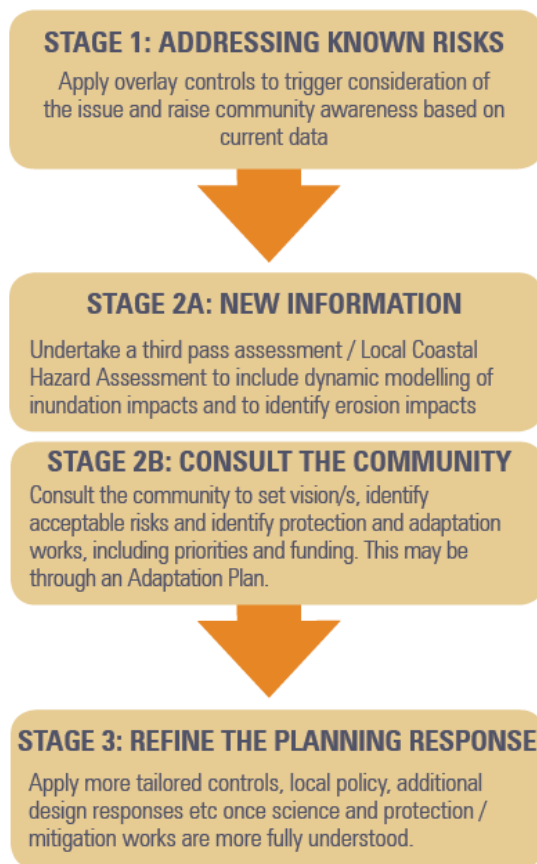 STAGE 1: ADDRESSING KNOWN RISKS
Apply overlay controls to trigger consideration of
the issue and raise community awareness based on
current data
STAGE 2A: NEW INFORMATION
Undertake a third pass assessment / Local Coastal
Hazard Assessment to include dynamic modelling of
inundation impacts and to identify erosion impacts
STAGE 2B: CONSULT THE COMMUNITY
Consult the community to set vision/s, identify
acceptable risks and identify protection and adaptation
works, including priorities and funding. This may be
through an Adaptation Plan.
STAGE 3: REFINE THE PLANNING RESPONSE
Apply more tailored controls, local policy, additional
design responses etc once science and protection /
mitigation works are more fully understood.